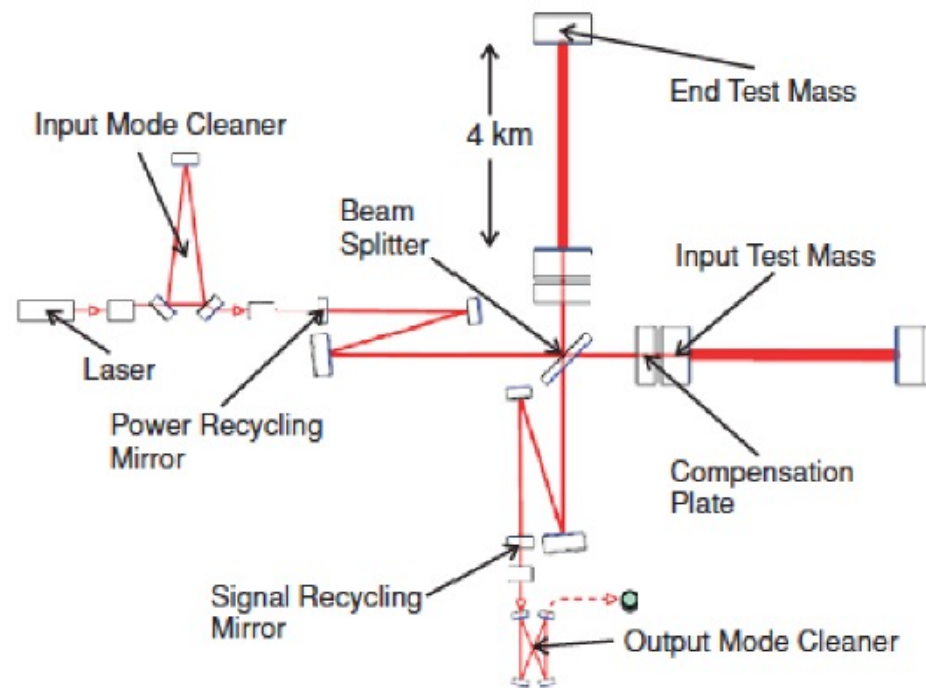 End Test Mass
Input Mode Cleaner
4 km
Beam
Splitter
Input Test Mass
Laser
Power Recycling
Mirror
Compensation
Plate
Signal Recycling
Mirror
Output Mode Cleaner